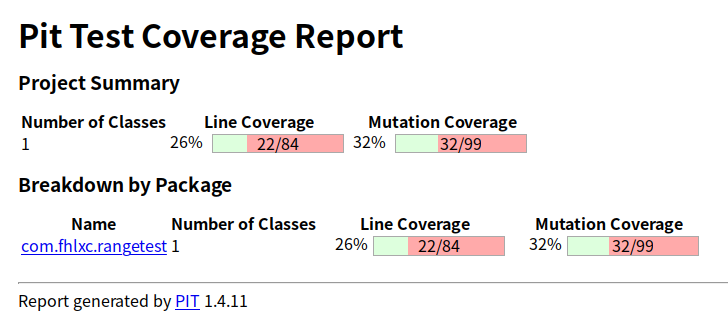 Pit Test Coverage Report
Project Summary
Number of Classes Line Coverage Mutation Coverage
1 26% 22/84 32% 32/99
Breakdown by Package
Name Number of Classes Line Coverage Mutation Coverage
com.fhlxc.rangetest 1 26% 22/84 32% 32/99
Report generated by PIT 1.4.11